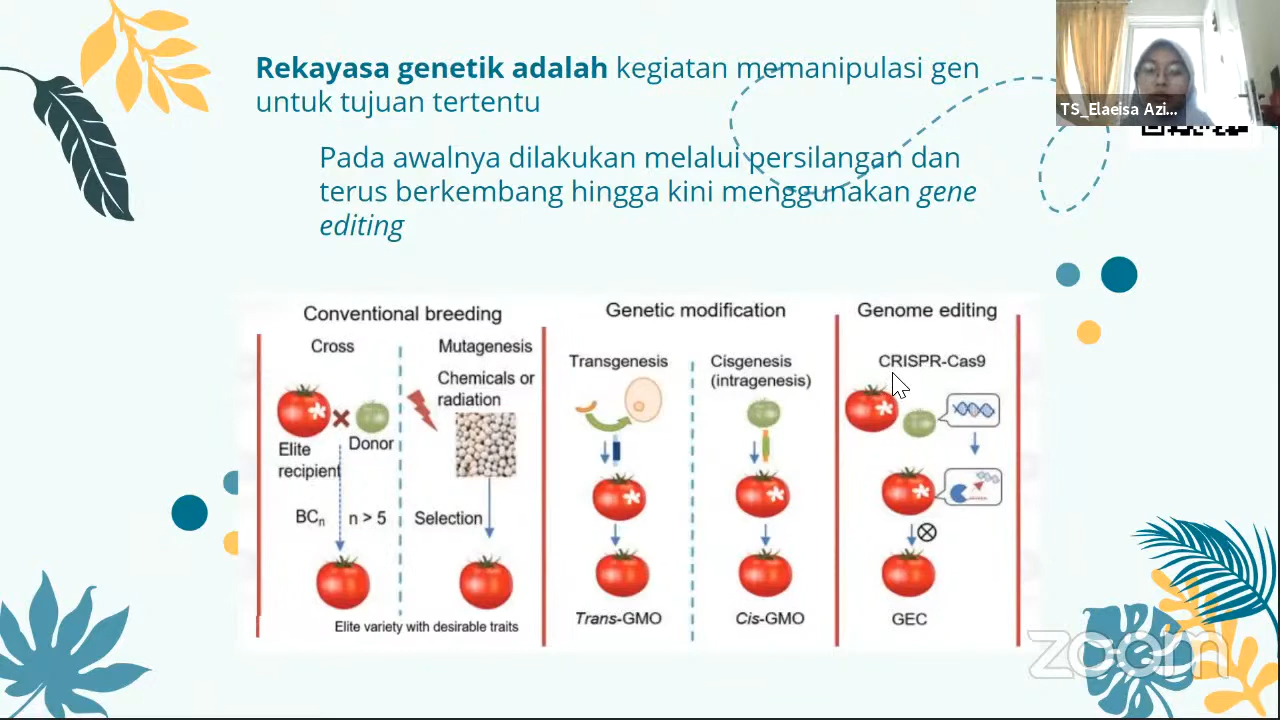 Rekayasa genetik adalah kegiatan memanipulasi gen
untuk tujuan tertentu
TS_Elaeisa Azi...
Pada awalnya dilakukan melalui persilangan dan
terus berkembang hingga kini menggunakan gene
editing
Conventional breeding
Cross
Mutagenesis
Chemicals or
radiation
Elite
recipient
Donor
BCn
n > 5
Selection
Elite variety with desirable traits
Genetic modification
Transgenesis
Cisgenesis
(intragenesis)
Trans-GMO
Cis-GMO
Genome editing
CRISPR-Cas9
GEC
zoom